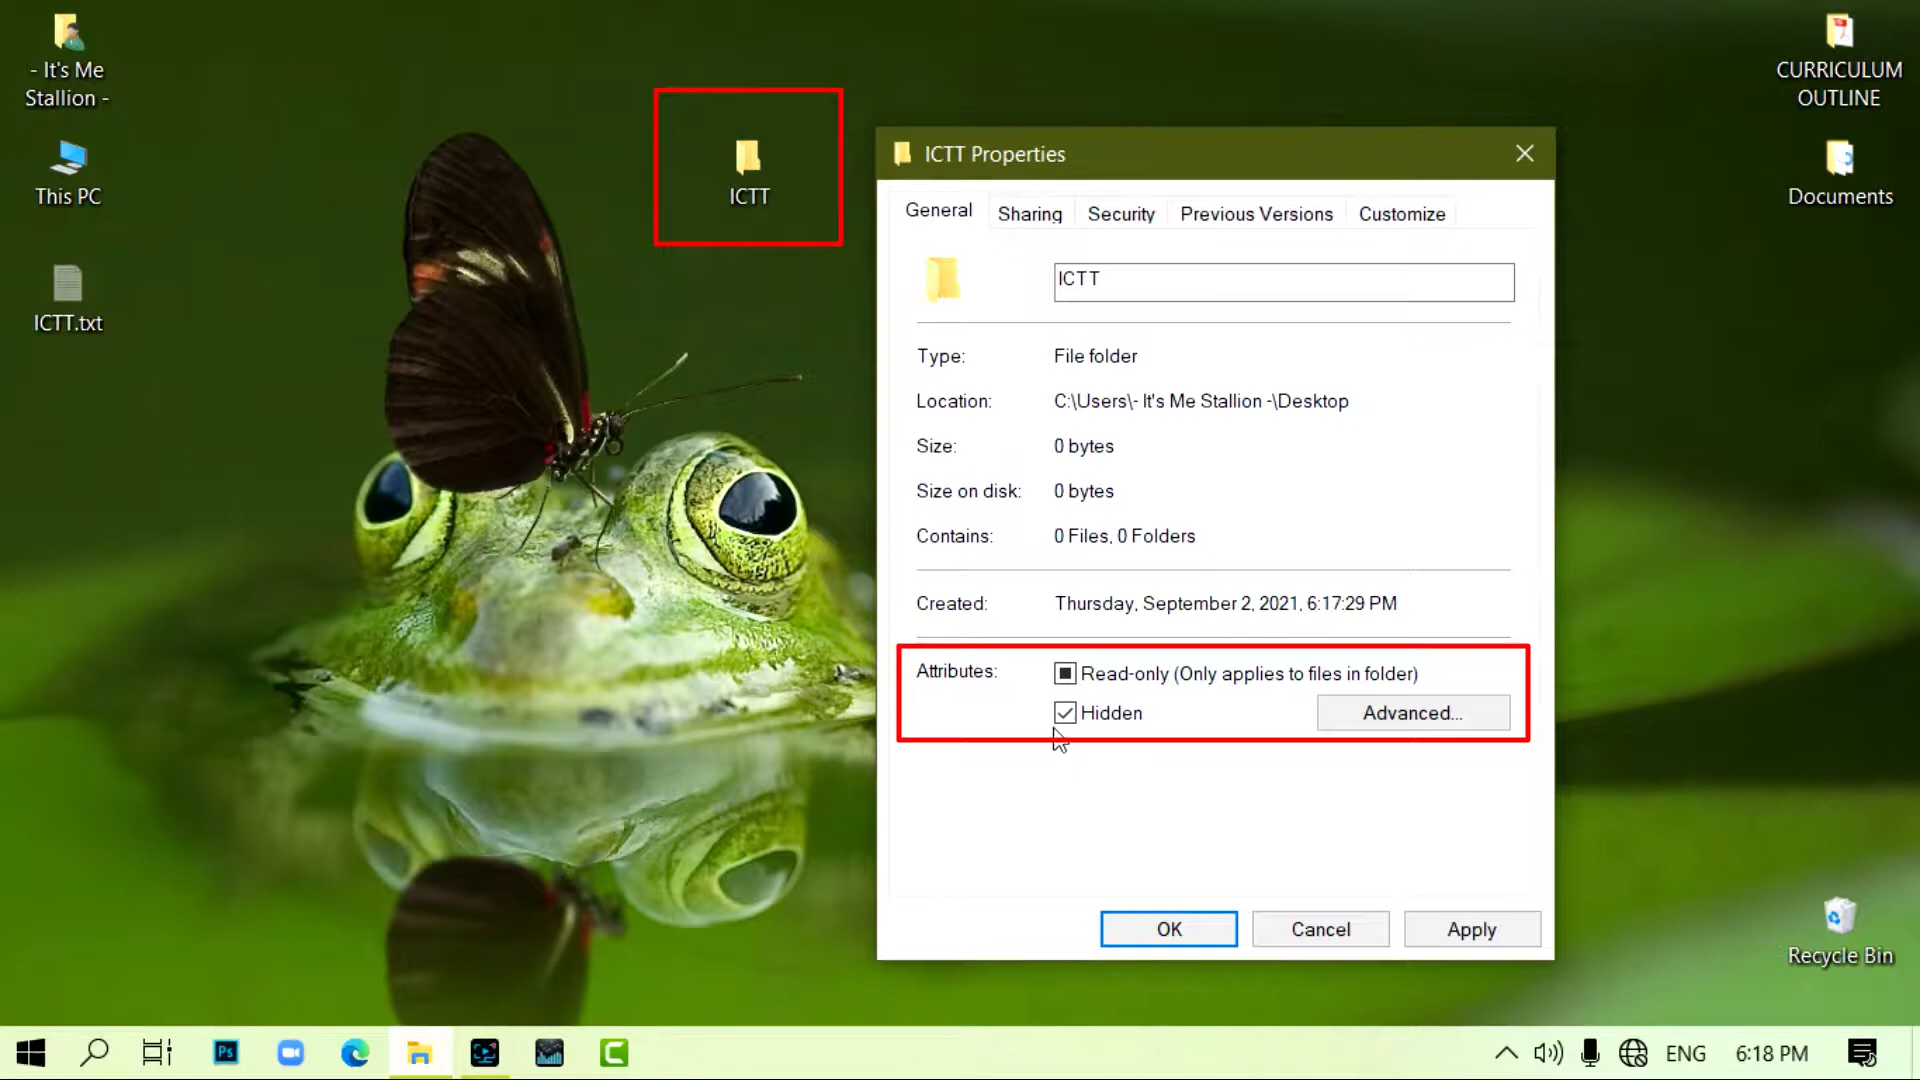 - It's Me
Stallion -
This PC
ICTT.txt
ICTT
CURRICULUM
OUTLINE
Documents
Recycle Bin
ICTT Properties
General Sharing Security Previous Versions Customize
ICTT
Type: File folder
Location: C:\Users\- It's Me Stallion -\Desktop
Size: 0 bytes
Size on disk: 0 bytes
Contains: 0 Files, 0 Folders
Created: Thursday, September 2, 2021, 6:17:29 PM
Attributes: Read-only (Only applies to files in folder)
Hidden Advanced...
OK Cancel Apply
Ps ENG 6:18 PM